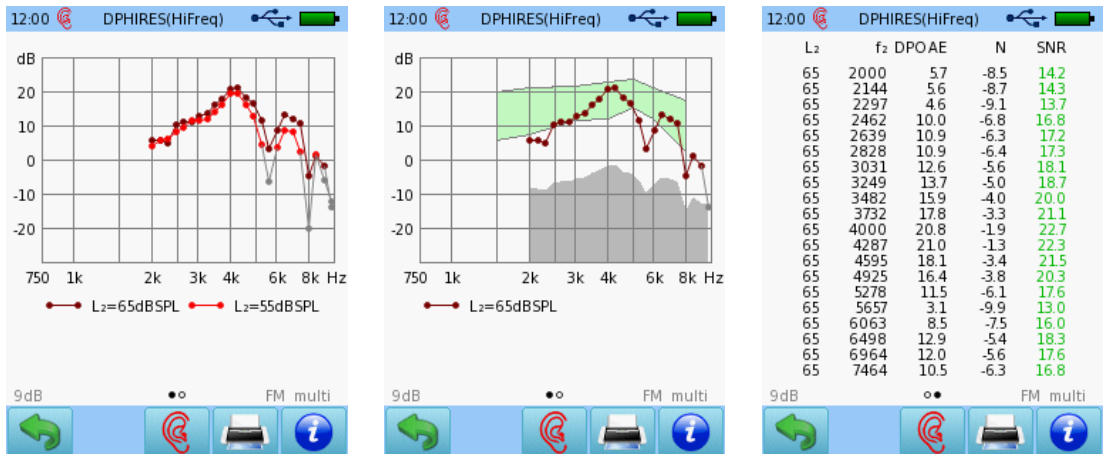 12:00 DPHIRES(HiFreq)
dB
20
10
0
-10
-20
750 1k 2k 3k 4k 6k 8k Hz
L₂=65dBSPL L₂=55dBSPL
9dB FM multi
i
12:00 DPHIRES(HiFreq)
dB
20
10
0
-10
-20
750 1k 2k 3k 4k 6k 8k Hz
L₂=65dBSPL
9dB FM multi
i
12:00 DPHIRES(HiFreq)
L₂ f₂ DPOAE N SNR
65 2000 5.7 -8.5 14.2
65 2144 5.6 -8.7 14.3
65 2297 4.6 -9.1 13.7
65 2462 10.0 -6.8 16.8
65 2639 10.9 -6.3 17.2
65 2828 10.9 -6.4 17.3
65 3031 12.6 -5.6 18.1
65 3249 13.7 -5.0 18.7
65 3482 15.9 -4.0 20.0
65 3732 17.8 -3.3 21.1
65 4000 20.8 -1.9 22.7
65 4287 21.0 -1.3 22.3
65 4595 18.1 -3.4 21.5
65 4925 16.4 -3.8 20.3
65 5278 11.5 -6.1 17.6
65 5657 3.1 -9.9 13.0
65 6063 8.5 -7.5 16.0
65 6498 12.9 -5.4 18.3
65 6964 12.0 -5.6 17.6
65 7464 10.5 -6.3 16.8
9dB FM multi
i